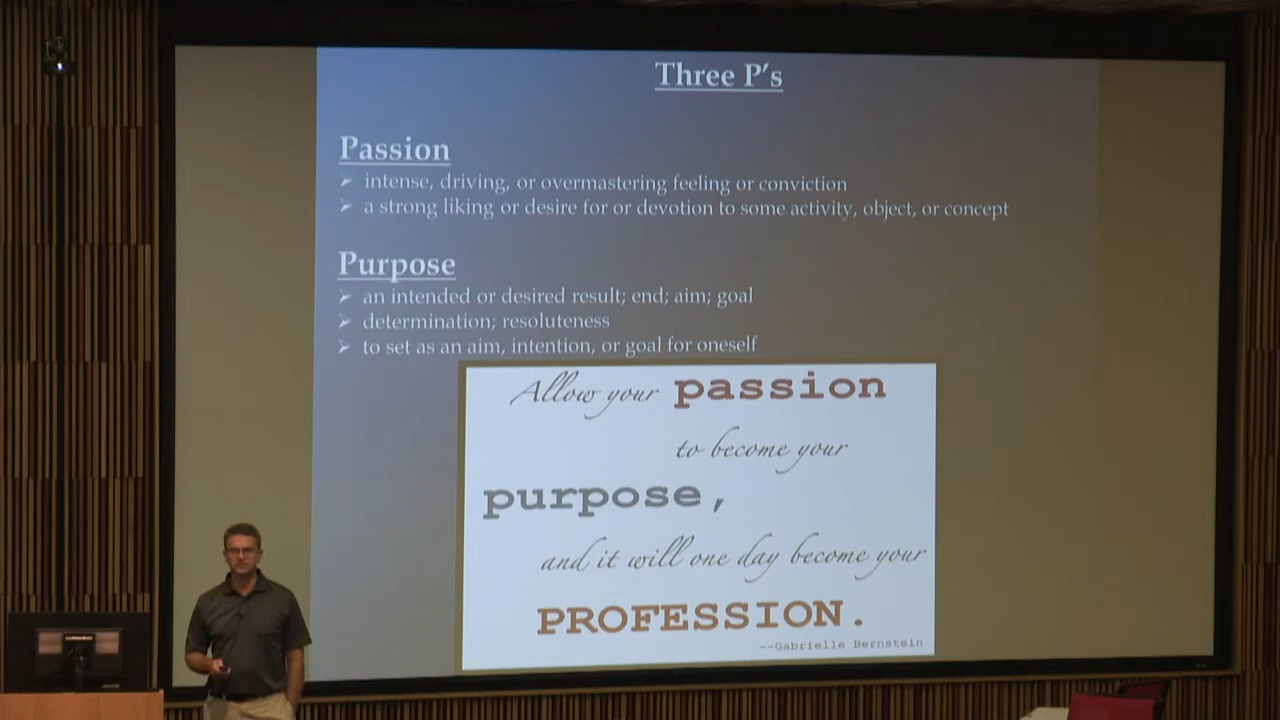 Three P's
Passion
➢ intense, driving, or overmastering feeling or conviction
➢ a strong liking or desire for or devotion to some activity, object, or concept
Purpose
➢ an intended or desired result; end; aim; goal
➢ determination; resoluteness
➢ to set as an aim, intention, or goal for oneself
Allow your passion
to become your
purpose,
and it will one day become your
PROFESSION.
--Gabrielle Bernstein